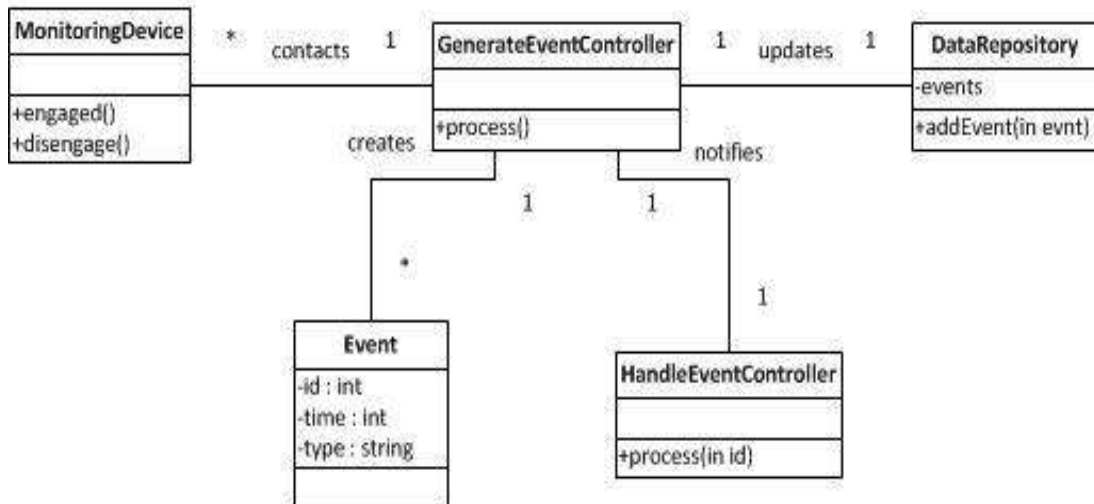 MonitoringDevice
+engaged()
+disengage()
* contacts 1
GenerateEventController
+process()
1 updates 1
DataRepository
-events
+addEvent(in evnt)
creates
1
*
notifies
1
1
Event
-id : int
-time : int
-type : string
HandleEventController
+process(in id)